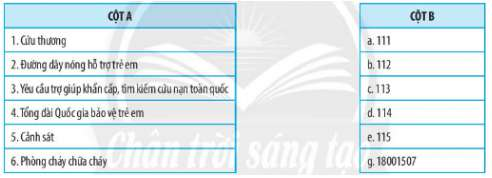 CỘT A
CỘT B
1. Cứu thương
a. 111
2. Đường dây nóng hỗ trợ trẻ em
b. 112
3. Yêu cầu trợ giúp khẩn cấp, tìm kiếm cứu nạn toàn quốc
c. 113
4. Tổng đài Quốc gia bảo vệ trẻ em
d. 114
5. Cảnh sát
e. 115
6. Phòng cháy chữa cháy
g. 18001507
Chân trời sáng tạo